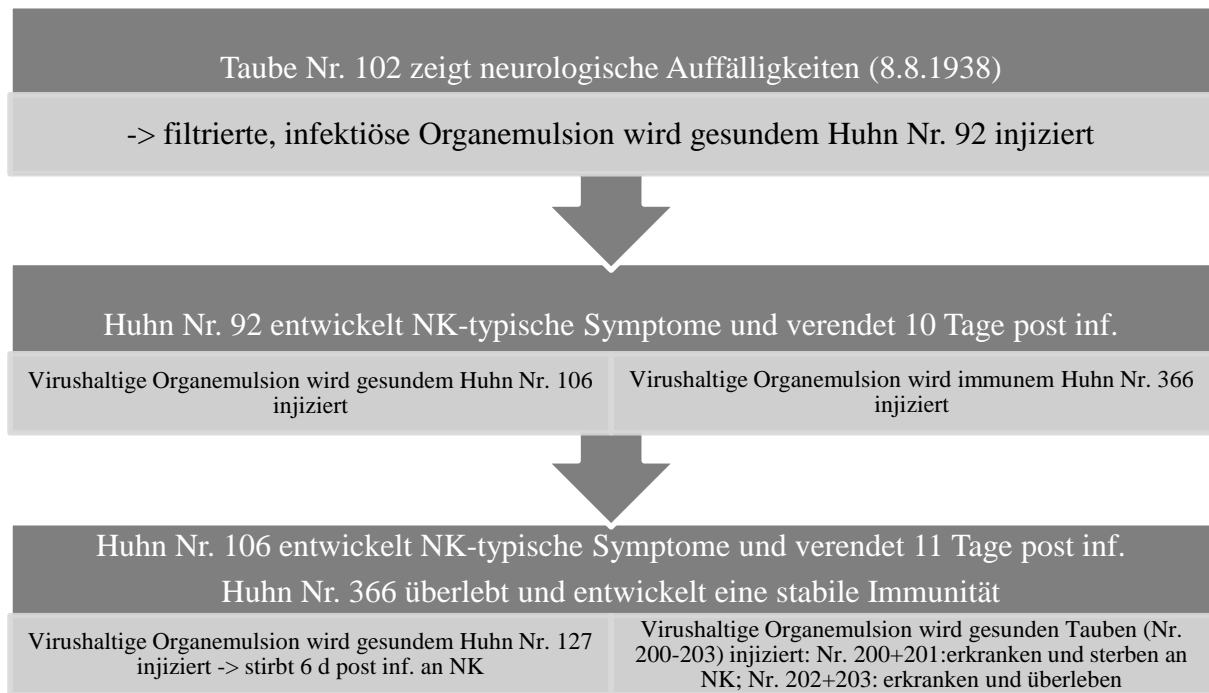 Taube Nr. 102 zeigt neurologische Auffälligkeiten (8.8.1938)
-> filtrierte, infektiöse Organemulsion wird gesundem Huhn Nr. 92 injiziert
Huhn Nr. 92 entwickelt NK-typische Symptome und verendet 10 Tage post inf.
Virushaltige Organemulsion wird gesundem Huhn Nr. 106
injiziert
Virushaltige Organemulsion wird immunem Huhn Nr. 366
injiziert
Huhn Nr. 106 entwickelt NK-typische Symptome und verendet 11 Tage post inf.
Huhn Nr. 366 überlebt und entwickelt eine stabile Immunität
Virushaltige Organemulsion wird gesundem Huhn Nr. 127
injiziert -> stirbt 6 d post inf. an NK
Virushaltige Organemulsion wird gesunden Tauben (Nr.
200-203) injiziert: Nr. 200+201:erkranken und sterben an
NK; Nr. 202+203: erkranken und überleben